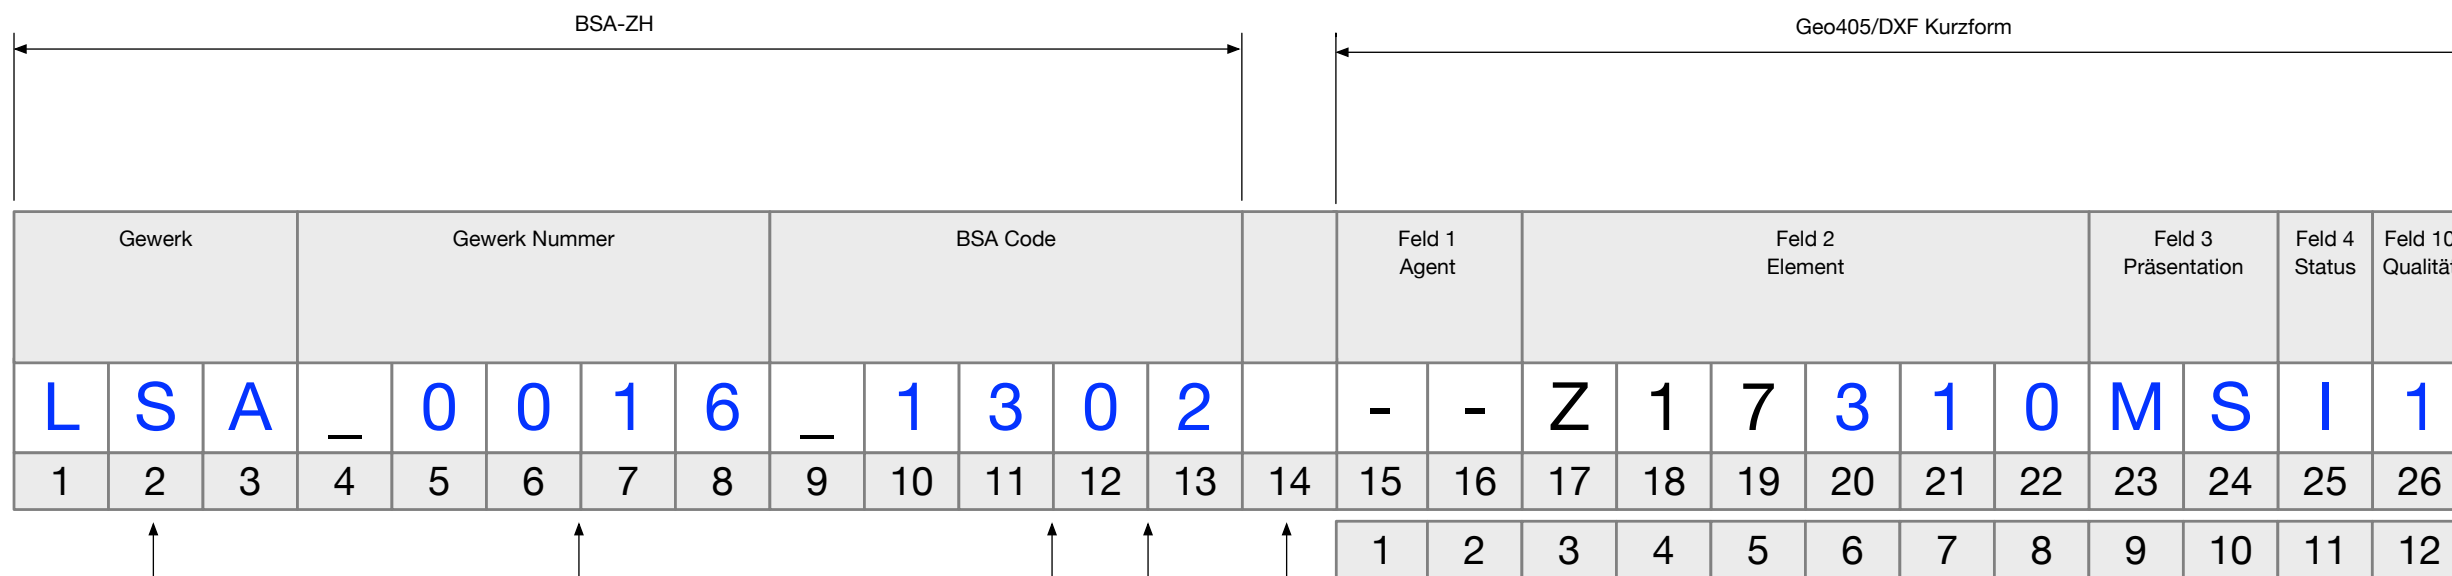 BSA-ZH Geo405/DXF Kurzform
Gewerk Gewerk Nummer BSA Code Feld 1 Feld 2 Feld 3 Feld 4 Feld 10
Agent Element Präsentation Status Qualität
L S A _ 0 0 1 6 _ 1 3 0 2 - - Z 1 7 3 1 0 M S I 1
1 2 3 4 5 6 7 8 9 10 11 12 13 14 15 16 17 18 19 20 21 22 23 24 25 26
1 2 3 4 5 6 7 8 9 10 11 12